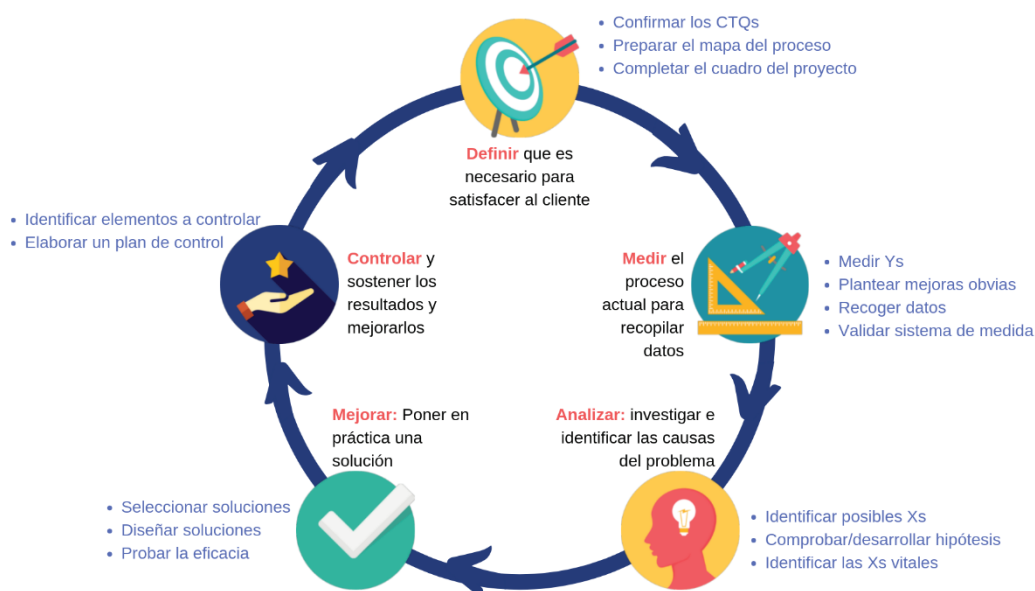 • Confirmar los CTQs
• Preparar el mapa del proceso
• Completar el cuadro del proyecto
Definir que es
necesario para
satisfacer al cliente
Medir el
proceso
actual para
recopilar
datos
• Medir Ys
• Plantear mejoras obvias
• Recoger datos
• Validar sistema de medida
Analizar: investigar e
identificar las causas
del problema
• Identificar posibles Xs
• Comprobar/desarrollar hipótesis
• Identificar las Xs vitales
Mejorar: Poner en
práctica una
solución
• Seleccionar soluciones
• Diseñar soluciones
• Probar la eficacia
Controlar y
sostener los
resultados y
mejorarlos
• Identificar elementos a controlar
• Elaborar un plan de control